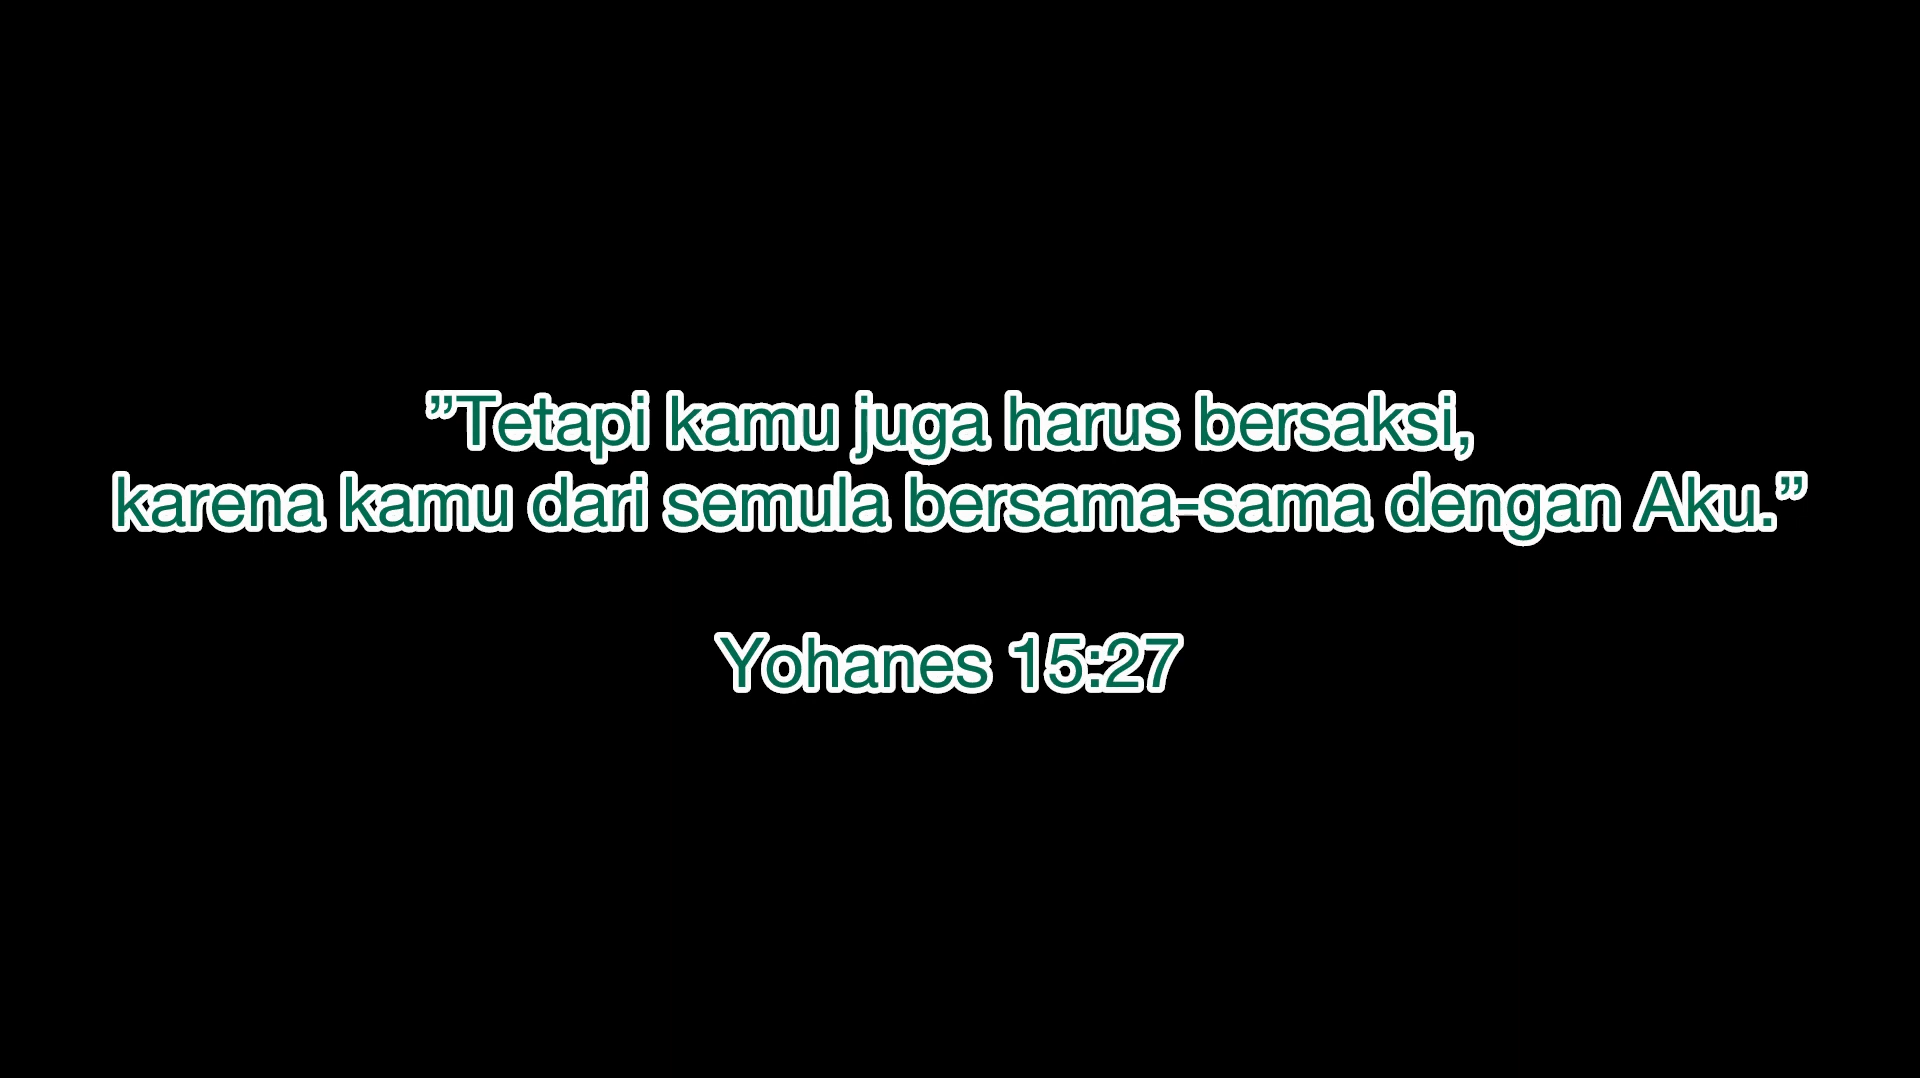 ”Tetapi kamu juga harus bersaksi,
karena kamu dari semula bersama-sama dengan Aku.”
Yohanes 15:27